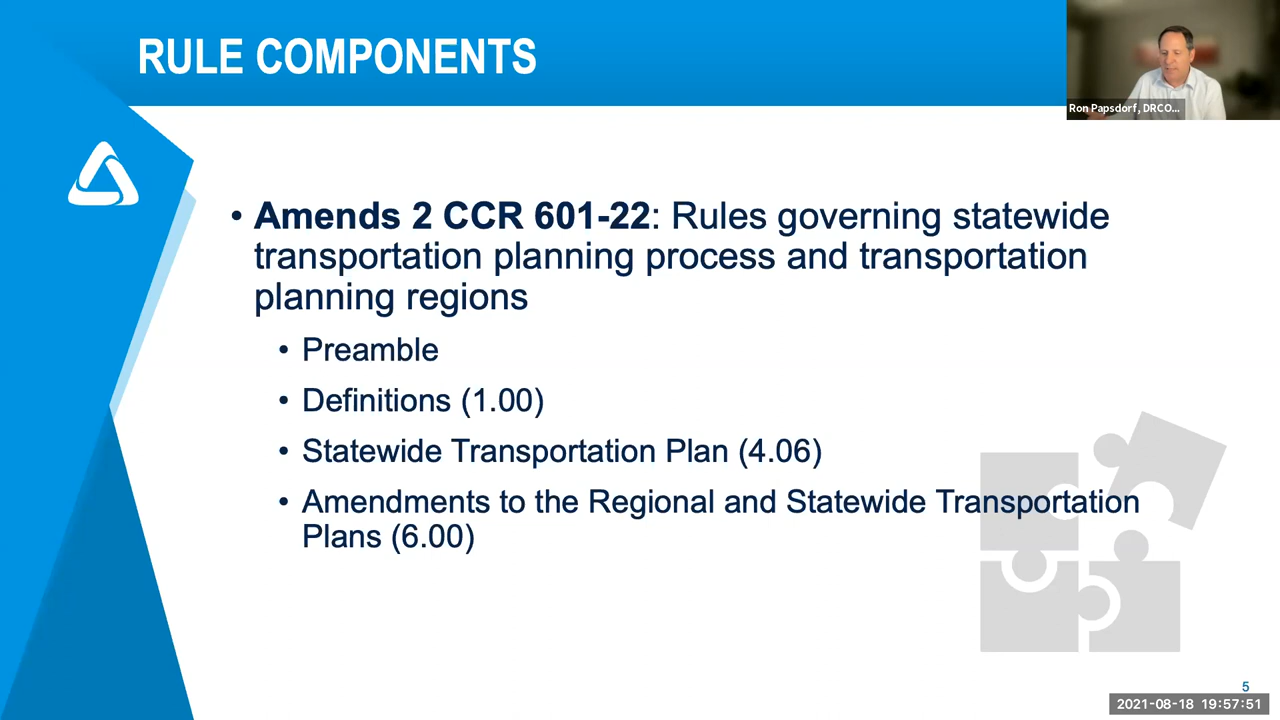 RULE COMPONENTS
Ron Papsdorf, DRCO...
• Amends 2 CCR 601-22: Rules governing statewide
transportation planning process and transportation
planning regions
• Preamble
• Definitions (1.00)
• Statewide Transportation Plan (4.06)
• Amendments to the Regional and Statewide Transportation
Plans (6.00)
5
2021-08-18 19:57:51